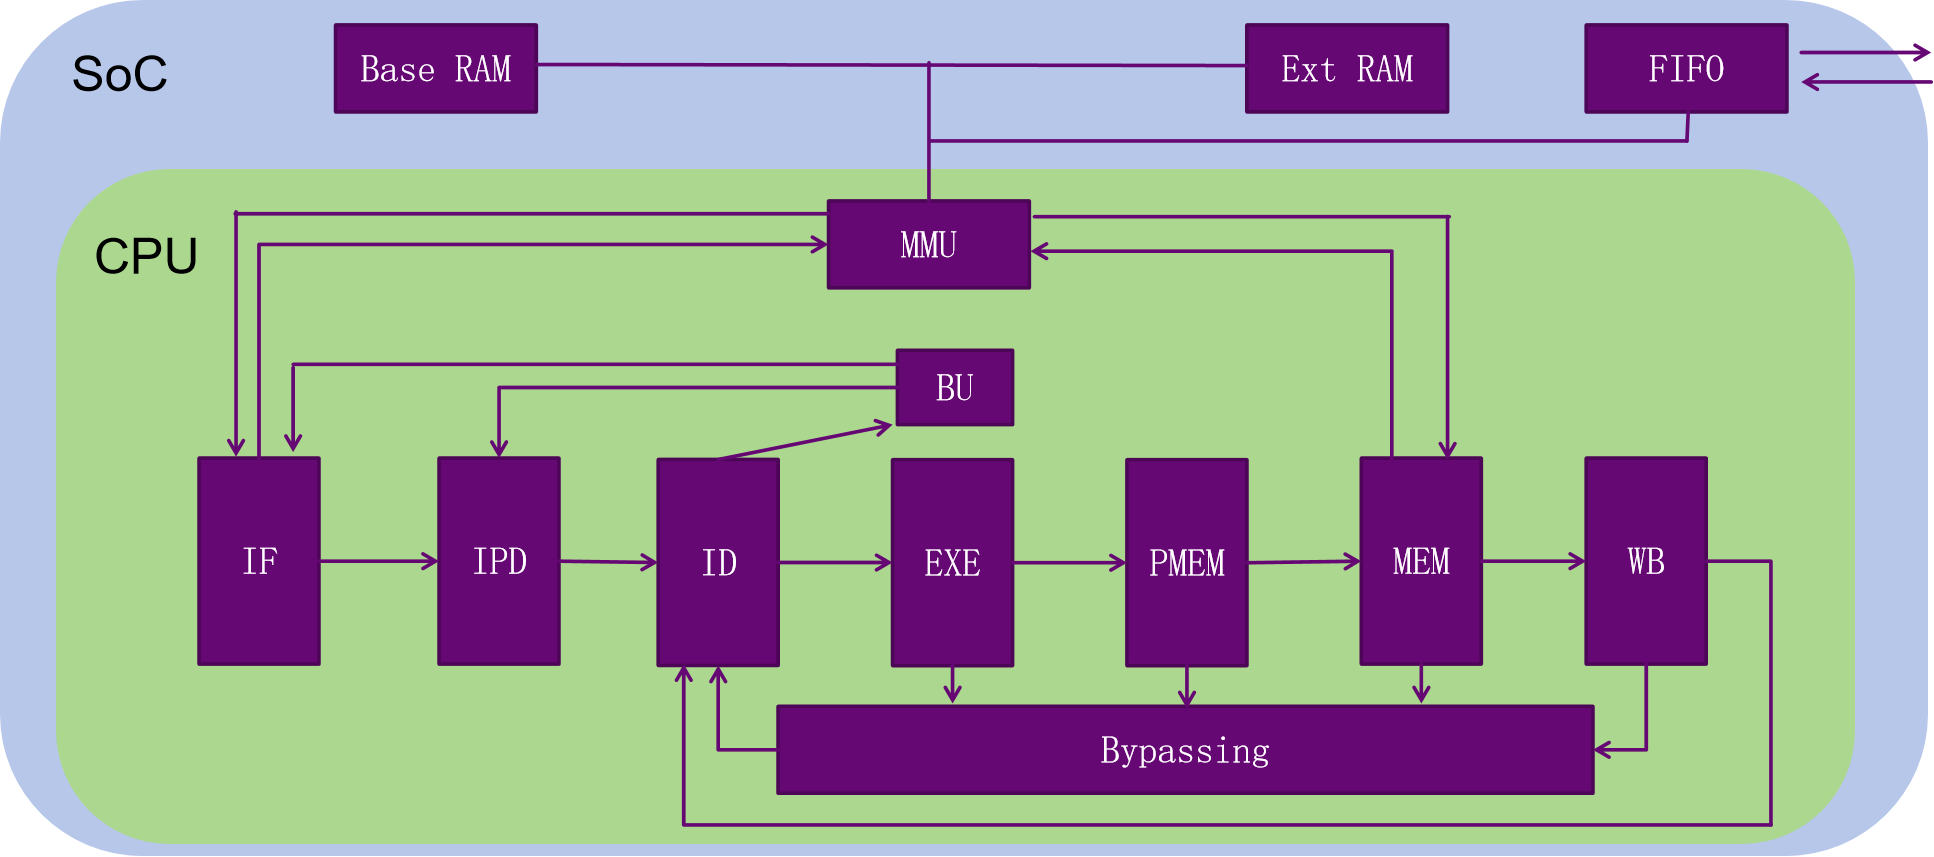 SoC
Base RAM
Ext RAM
FIFO
CPU
MMU
BU
IF
IPD
ID
EXE
PMEM
MEM
WB
Bypassing